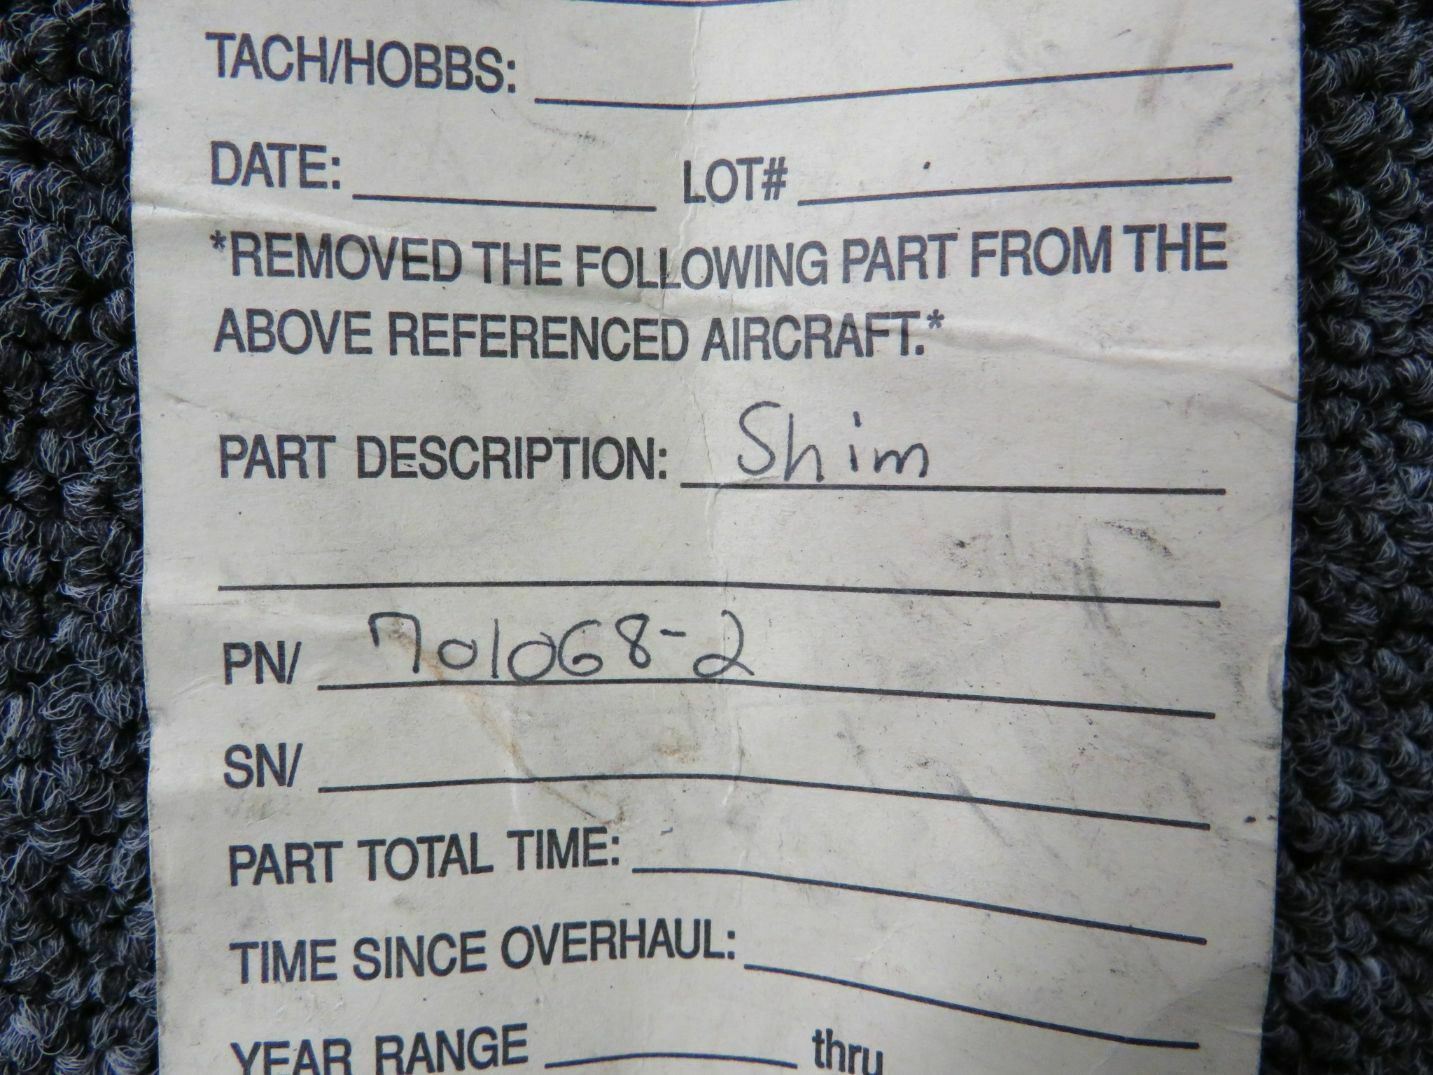 TACH/HOBBS:
DATE: LOT#
*REMOVED THE FOLLOWING PART FROM THE
ABOVE REFERENCED AIRCRAFT.*
PART DESCRIPTION: Shim
PN/ 701068-2
SN/
PART TOTAL TIME:
TIME SINCE OVERHAUL:
YEAR RANGE thru